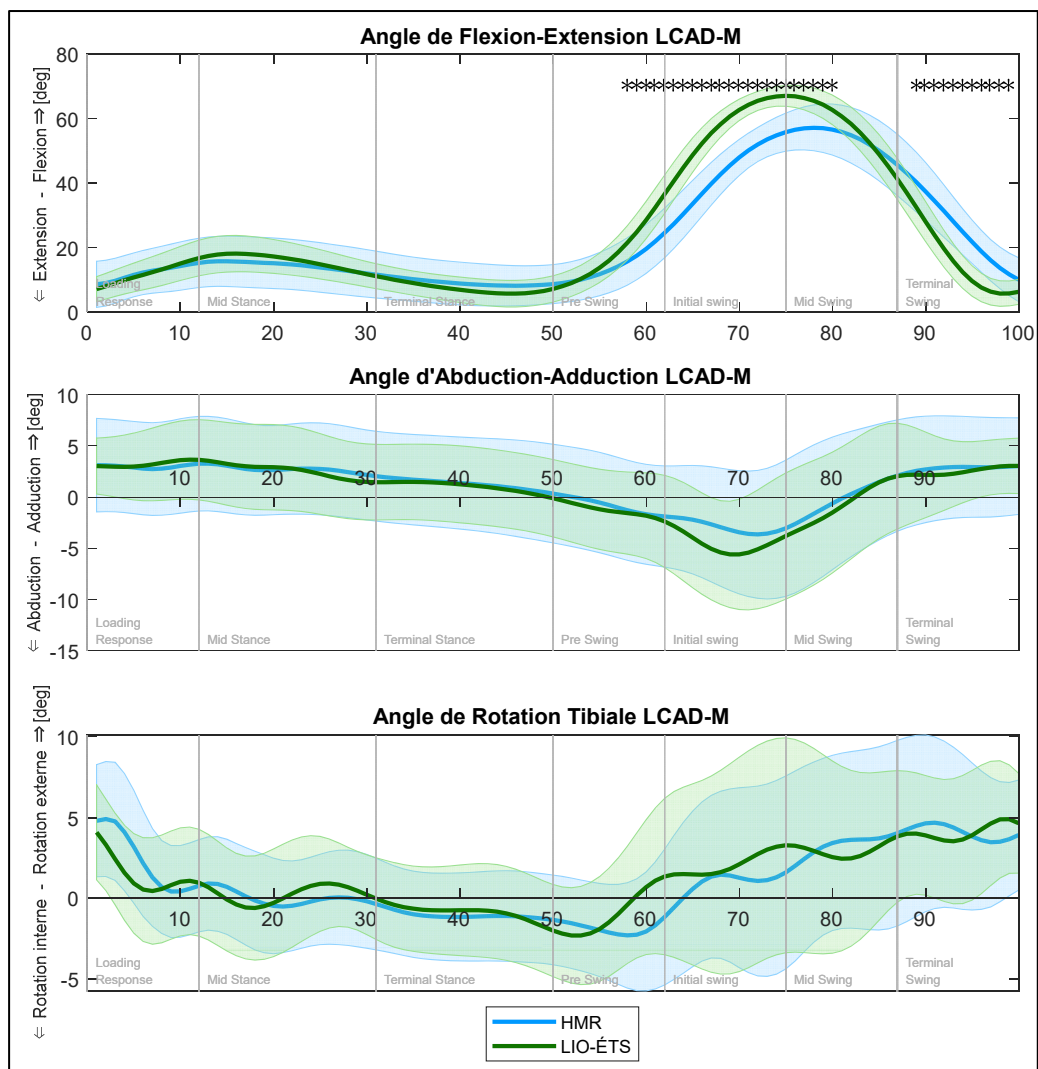 Angle de Flexion-Extension LCAD-M
⇐ Extension - Flexion ⇒ [deg]
80
60
40
20
0
************************ ************
Loading
Response
Mid Stance
Terminal Stance
Pre Swing
Initial swing
Mid Swing
Terminal
Swing
0 10 20 30 40 50 60 70 80 90 100
Angle d'Abduction-Adduction LCAD-M
⇐ Abduction - Adduction ⇒ [deg]
10
5
0
-5
-10
-15
10 20 30 40 50 60 70 80 90
Loading
Response
Mid Stance
Terminal Stance
Pre Swing
Initial swing
Mid Swing
Terminal
Swing
Angle de Rotation Tibiale LCAD-M
⇐ Rotation interne - Rotation externe ⇒ [deg]
10
5
0
-5
10 20 30 40 50 60 70 80 90
Loading
Response
Mid Stance
Terminal Stance
Pre Swing
Initial swing
Mid Swing
Terminal
Swing
HMR
LIO-ÉTS